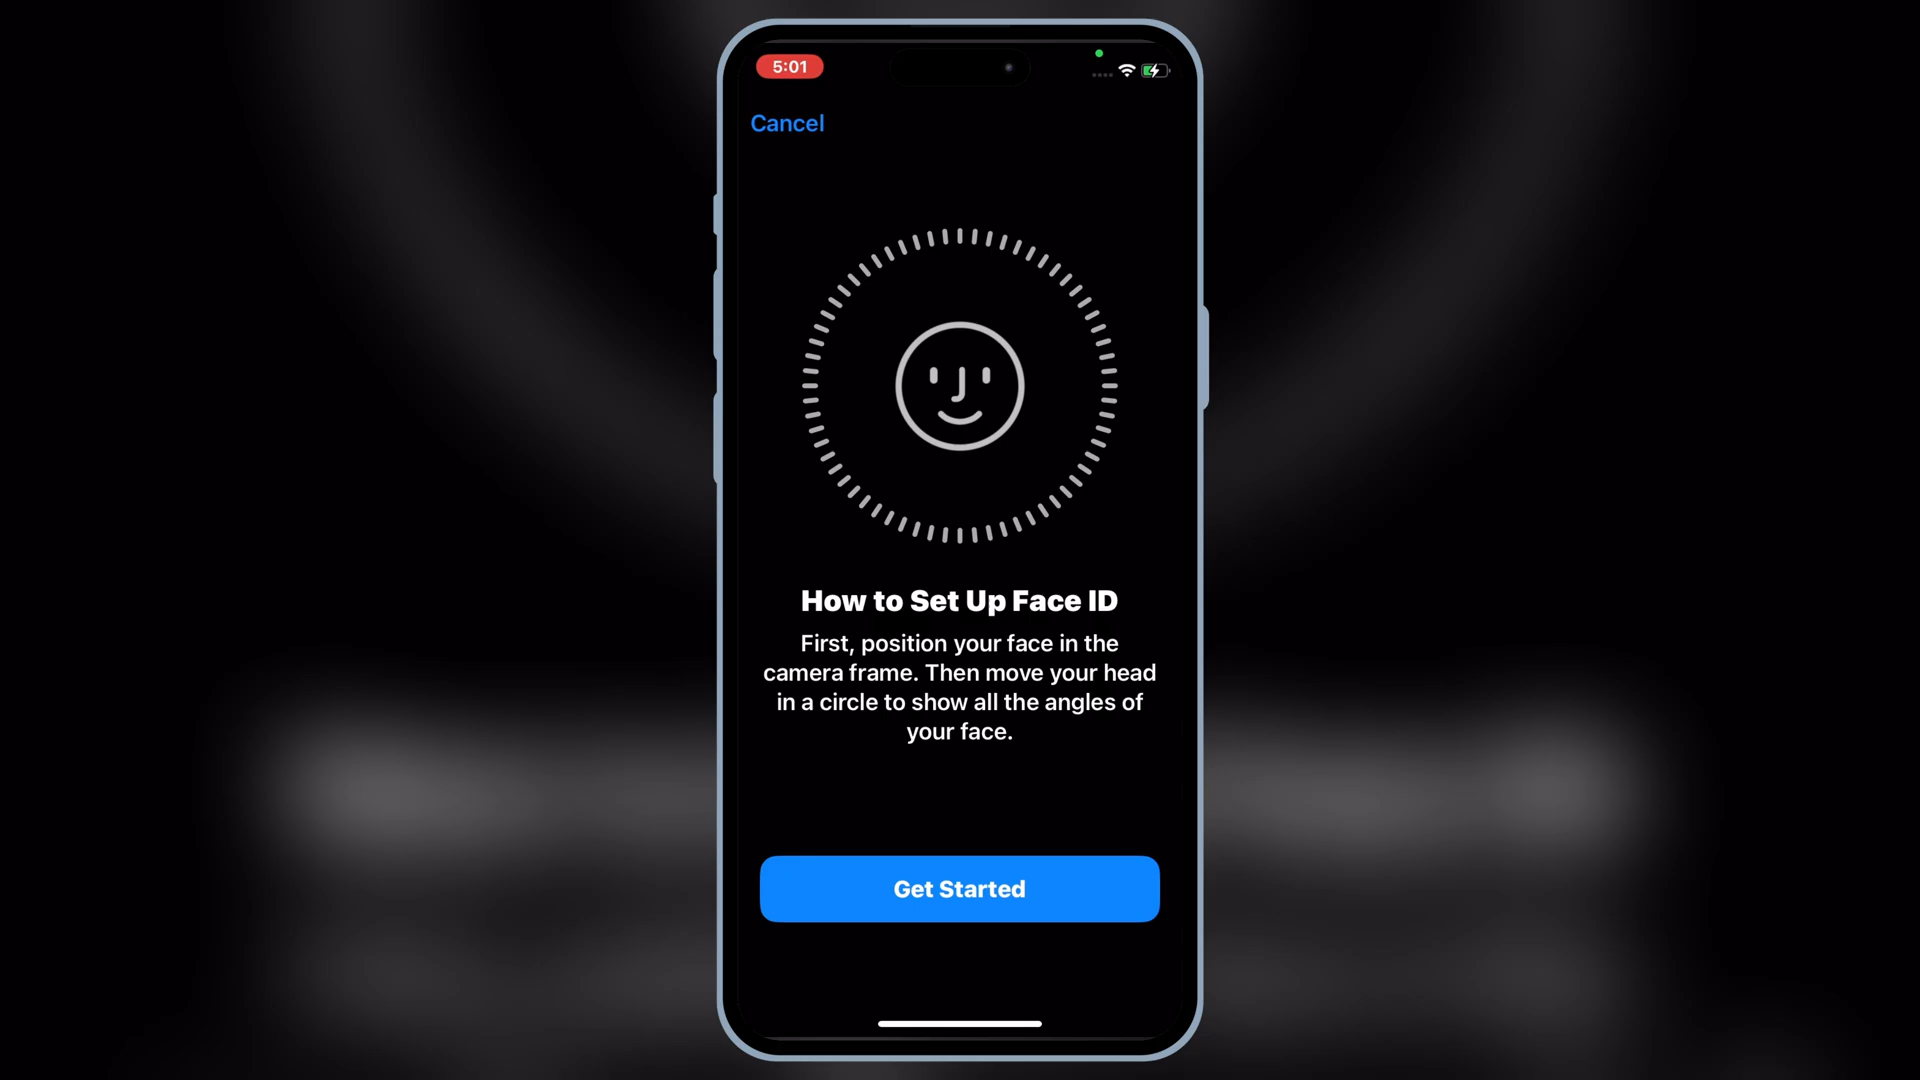 5:01
Cancel
How to Set Up Face ID
First, position your face in the
camera frame. Then move your head
in a circle to show all the angles of
your face.
Get Started